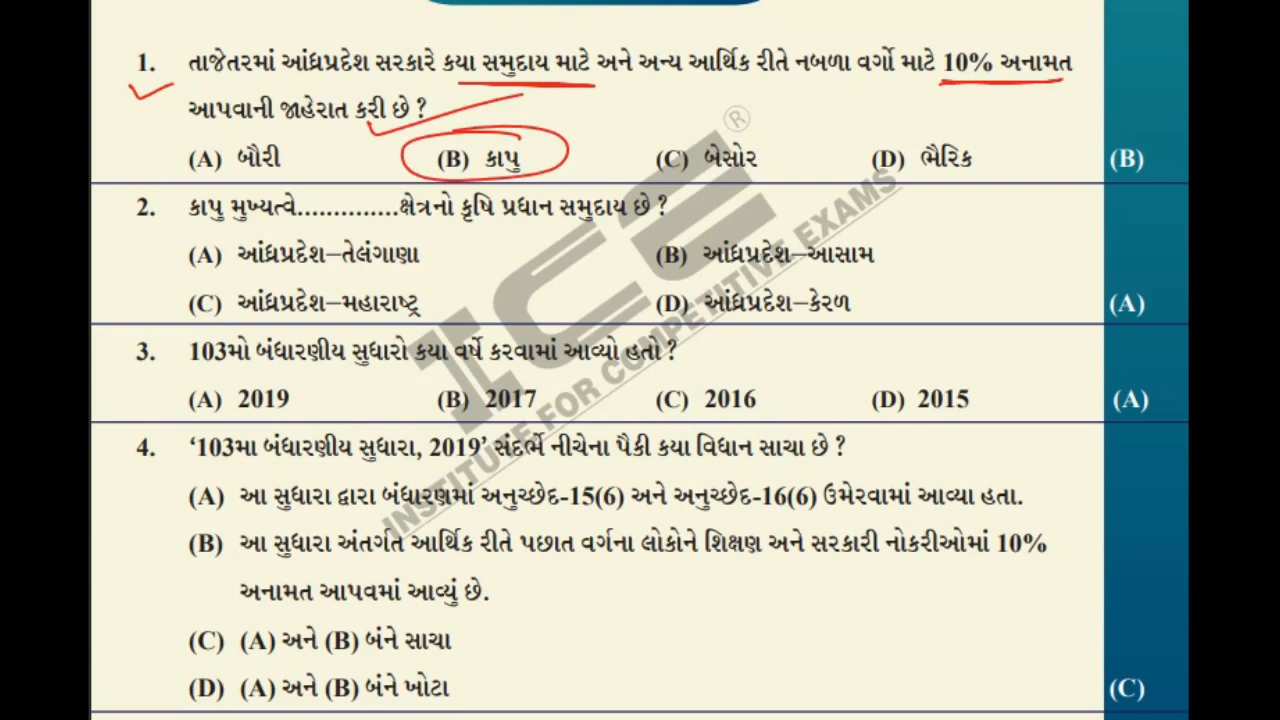 1. તાજેતરમાં આંધ્રપ્રદેશ સરકારે કયા સમુદાય માટે અને અન્ય આર્થિક રીતે નબળા વર્ગો માટે 10% અનામત
આપવાની જાહેરાત કરી છે ?
(A) બૌરી (B) કાપુ (C) બેસોર (D) ભૈરિક (B)
2. કાપુ મુખ્યત્વે..............ક્ષેત્રનો કૃષિ પ્રધાન સમુદાય છે ?
(A) આંધ્રપ્રદેશ–તેલંગાણા (B) આંધ્રપ્રદેશ–આસામ
(C) આંધ્રપ્રદેશ–મહારાષ્ટ્ર (D) આંધ્રપ્રદેશ–કેરળ (A)
3. 103મો બંધારણીય સુધારો કયા વર્ષે કરવામાં આવ્યો હતો ?
(A) 2019 (B) 2017 (C) 2016 (D) 2015 (A)
4. ‘103મા બંધારણીય સુધારા, 2019’ સંદર્ભે નીચેના પૈકી કયા વિધાન સાચા છે ?
(A) આ સુધારા દ્વારા બંધારણમાં અનુચ્છેદ-15(6) અને અનુચ્છેદ-16(6) ઉમેરવામાં આવ્યા હતા.
(B) આ સુધારા અંતર્ગત આર્થિક રીતે પછાત વર્ગના લોકોને શિક્ષણ અને સરકારી નોકરીઓમાં 10%
અનામત આપવમાં આવ્યું છે.
(C) (A) અને (B) બંને સાચા
(D) (A) અને (B) બંને ખોટા (C)
ICE ®
INSTITUTE FOR COMPETITIVE EXAMS